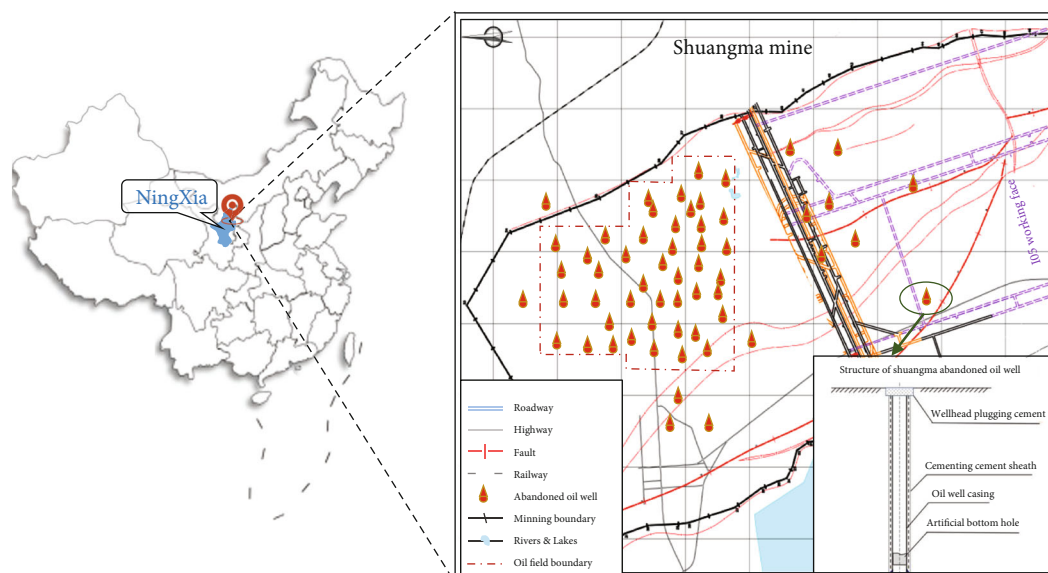 NingXia
Shuangma mine
105 working face
Roadway
Highway
Fault
Railway
Abandoned oil well
Minning boundary
Rivers & Lakes
Oil field boundary
Structure of shuangma abandoned oil well
Wellhead plugging cement
Cementing cement sheath
Oil well casing
Artificial bottom hole